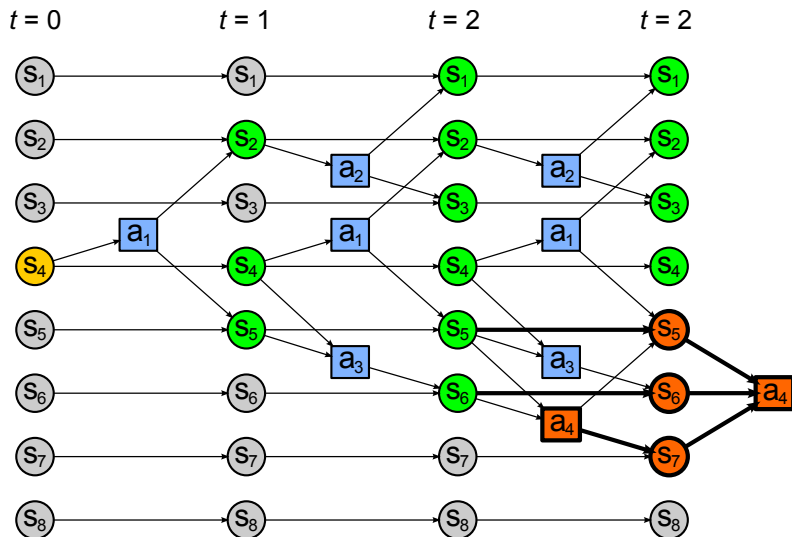 t = 0 t = 1 t = 2 t = 2
s1 s1 s1 s1
s2 s2 s2 s2
a2 a2
s3 s3 s3 s3
a1 a1 a1
s4 s4 s4 s4
s5 s5 s5 s5
a3 a3
s6 s6 s6 s6 a4
a4
s7 s7 s7 s7
s8 s8 s8 s8